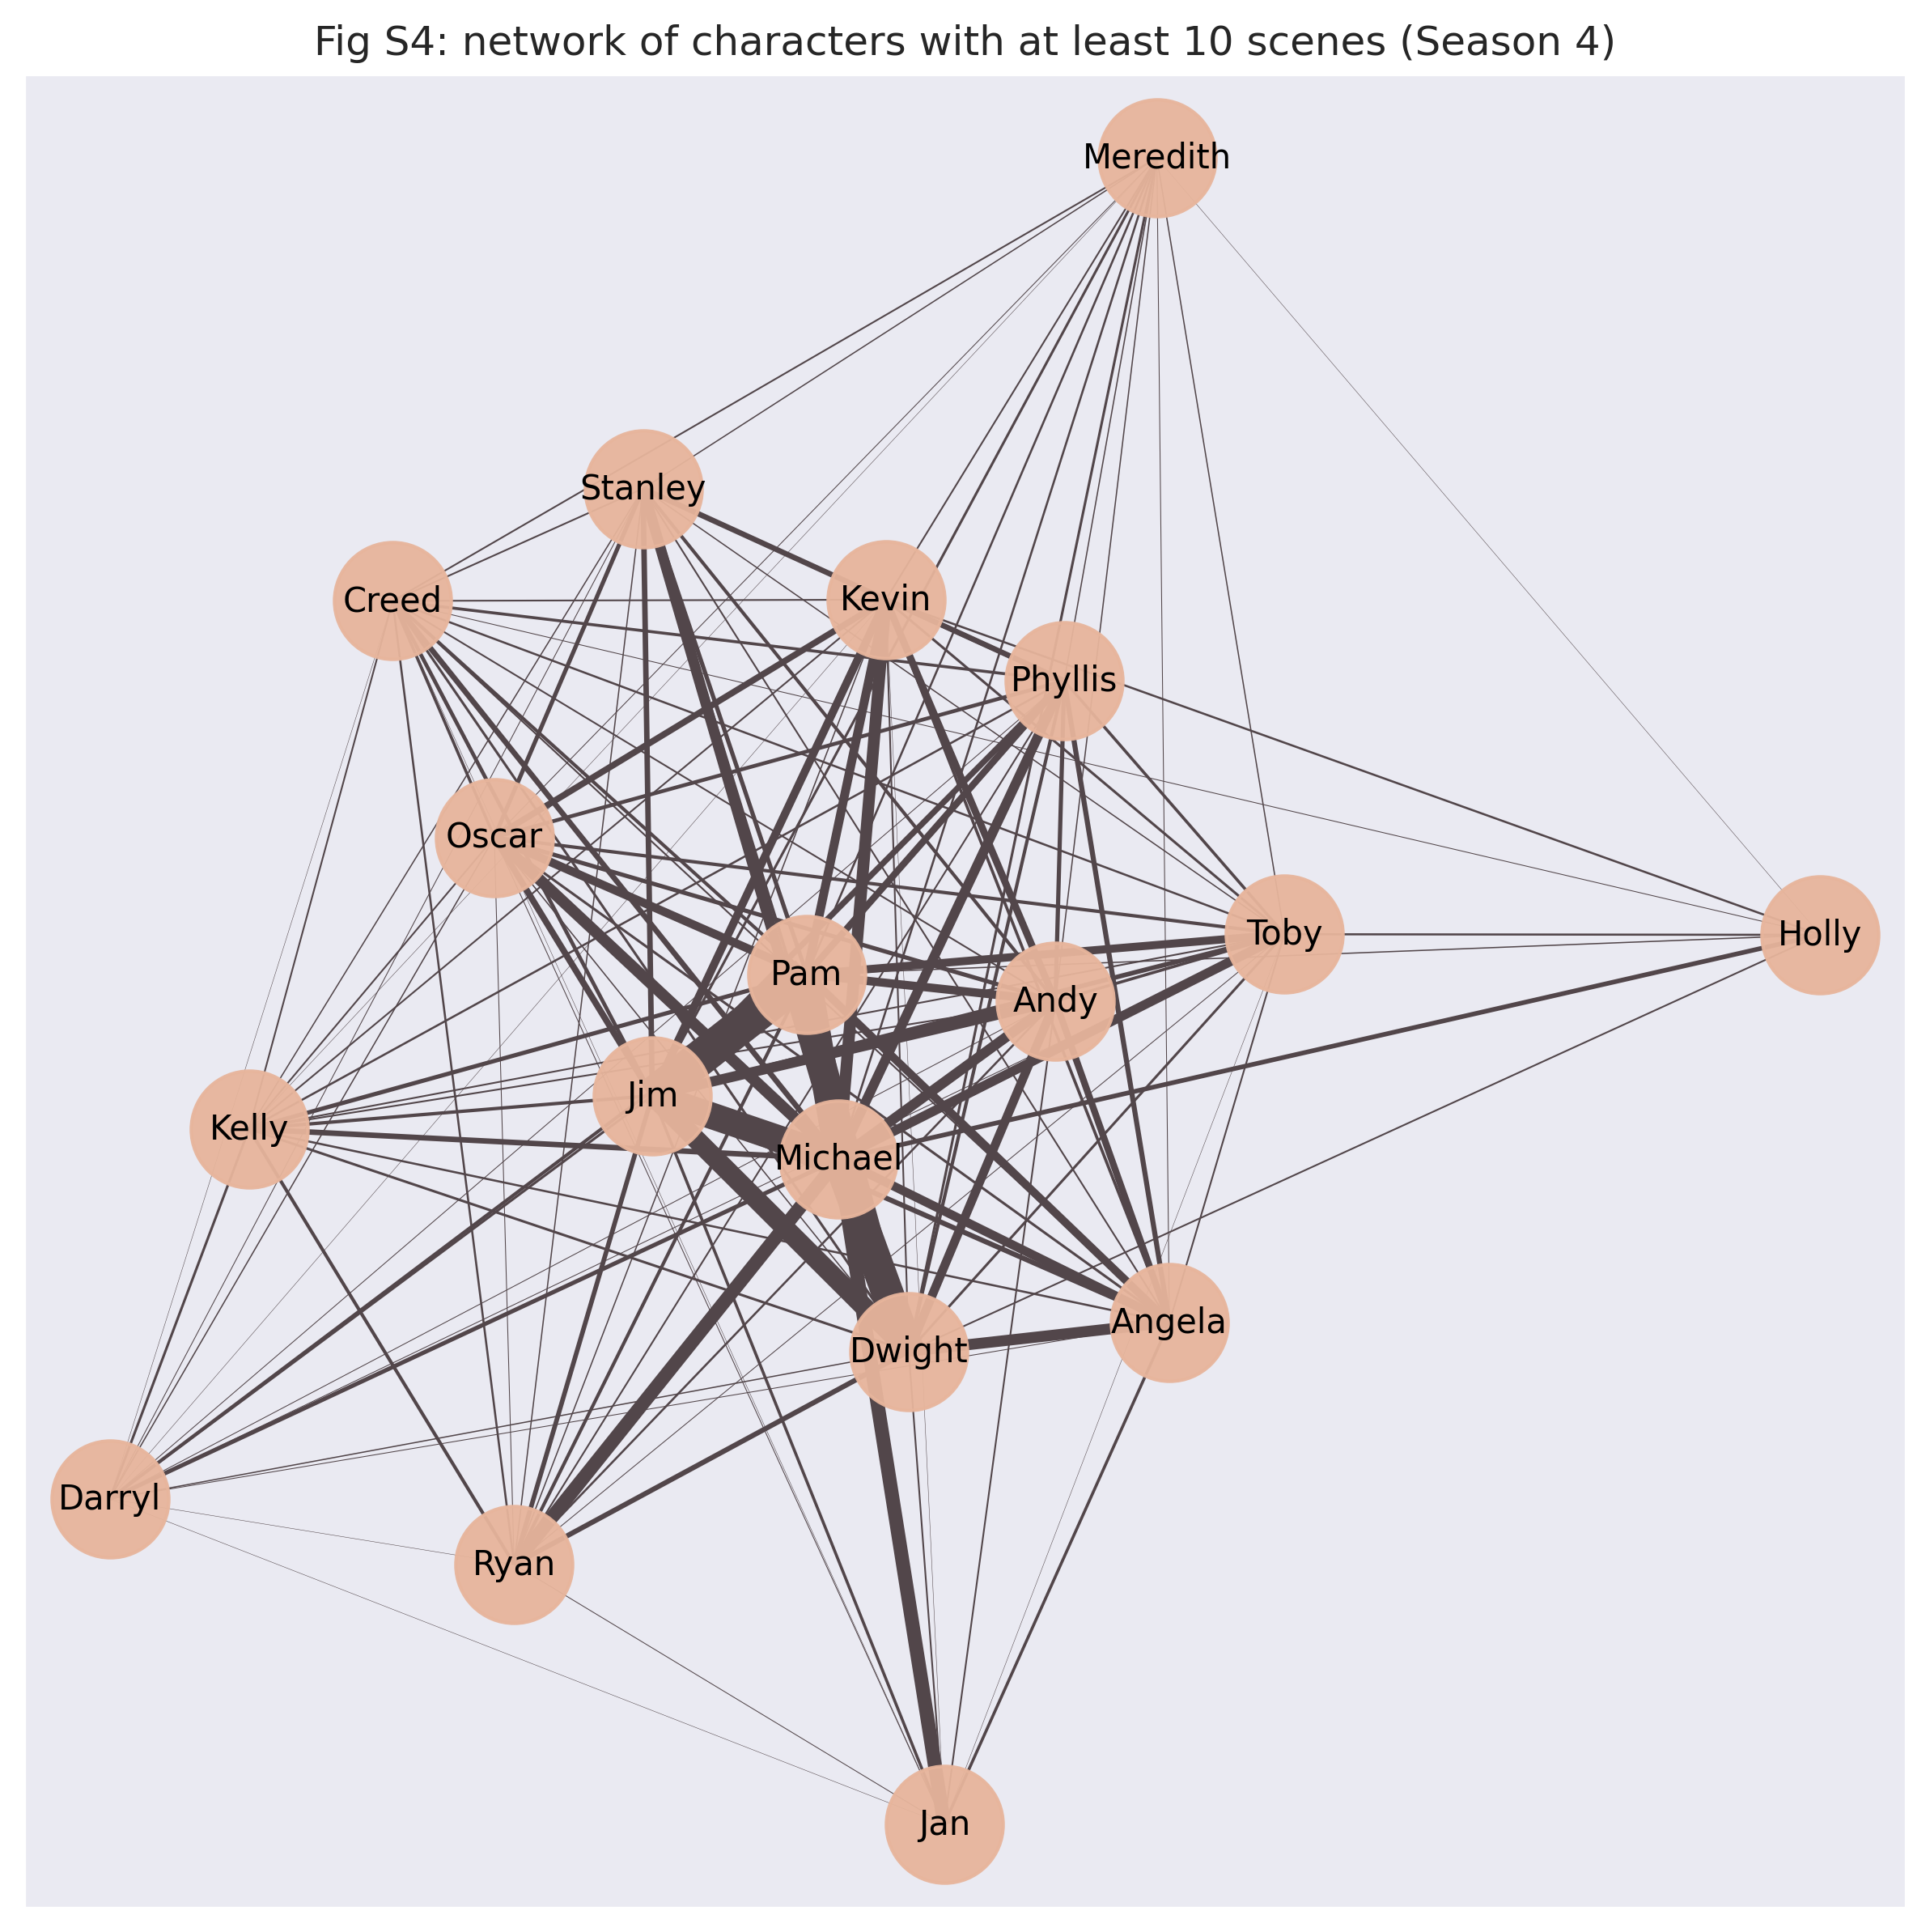 Fig S4: network of characters with at least 10 scenes (Season 4)
Meredith
Stanley
Creed
Kevin
Phyllis
Oscar
Toby
Holly
Pam
Andy
Jim
Kelly
Michael
Angela
Dwight
Darryl
Ryan
Jan